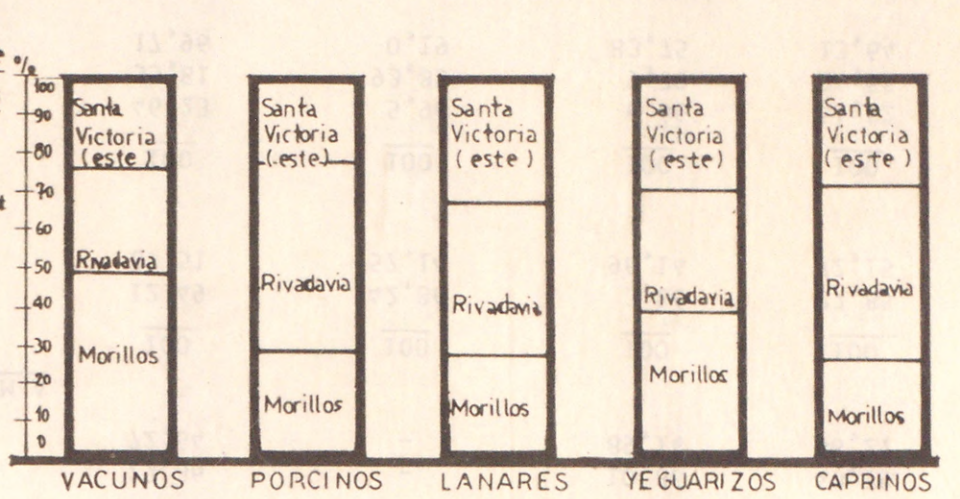 %
100
90
80
70
60
50
40
30
20
10
0
Santa
Victoria
(este)
Rivadavia
Morillos
Santa
Victoria
(este)
Rivadavia
Morillos
Santa
Victoria
(este)
Rivadavia
Morillos
Santa
Victoria
(este)
Rivadavia
Morillos
Santa
Victoria
(este)
Rivadavia
Morillos
VACUNOS PORCINOS LANARES YEGUARIZOS CAPRINOS